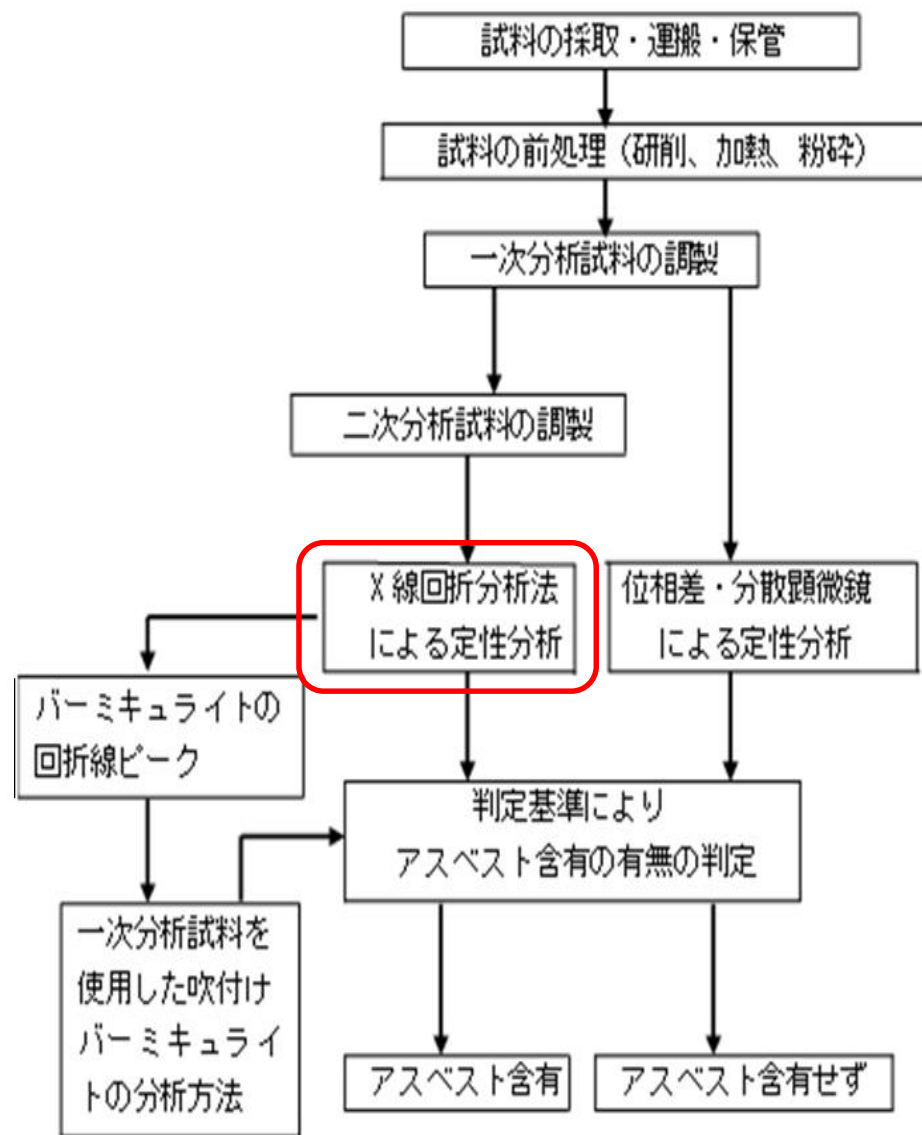 試料の採取・運搬・保管
試料の前処理（研削、加熱、粉砕）
一次分析試料の調製
二次分析試料の調製
X線回折分析法
による定性分析
位相差・分散顕微鏡
による定性分析
バーミキュライトの
回折線ピーク
判定基準により
アスベスト含有の有無の判定
一次分析試料を
使用した吹付け
バーミキュライ
トの分析方法
アスベスト含有
アスベスト含有せず